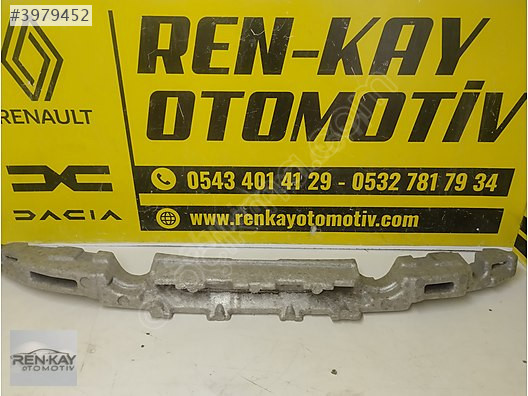 #3979452
REN-KAY
OTOMOTİV
RENAULT
0543 401 41 29 - 0532 781 79 34
DACIA
www.renkayotomotiv.com
REN-KAY
OTOMOTİV